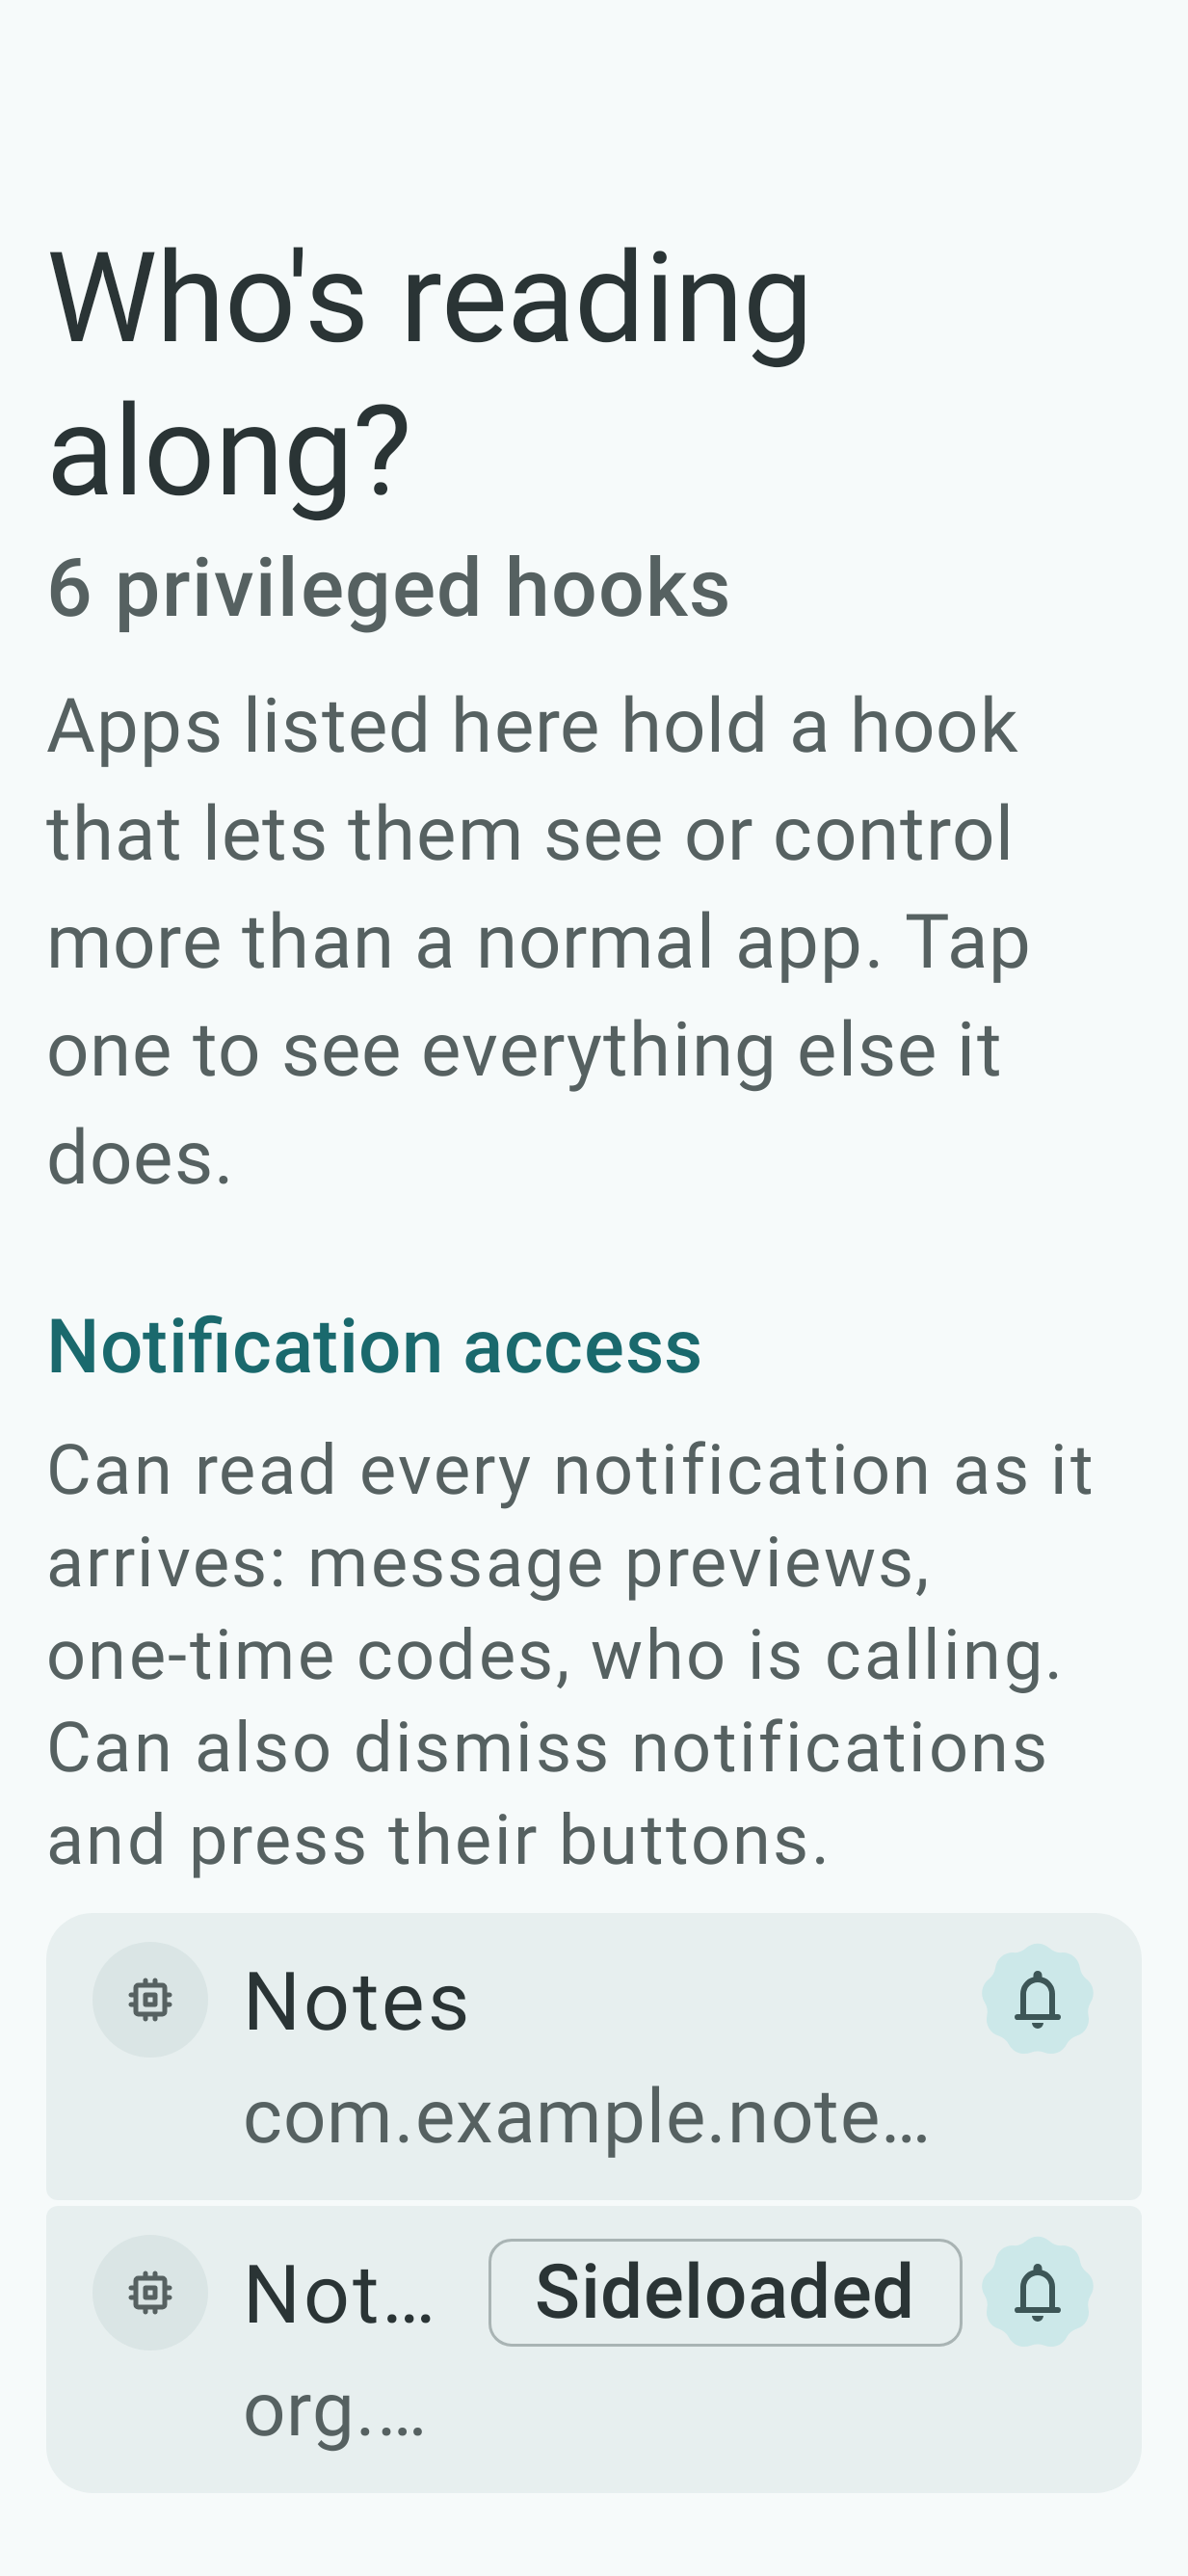 Who's reading
along?
6 privileged hooks
Apps listed here hold a hook
that lets them see or control
more than a normal app. Tap
one to see everything else it
does.
Notification access
Can read every notification as it
arrives: message previews,
one-time codes, who is calling.
Can also dismiss notifications
and press their buttons.
Notes
com.example.note…
Not… Sideloaded
org.…